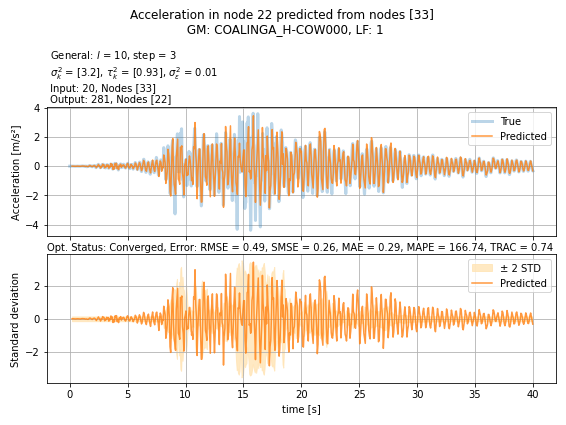 Acceleration in node 22 predicted from nodes [33]
GM: COALINGA_H-COW000, LF: 1
General: l = 10, step = 3
σ²ₖ = [3.2], τ²ₖ = [0.93], σ²ε = 0.01
Input: 20, Nodes [33]
Output: 281, Nodes [22]
Acceleration [m/s²]
4
2
0
−2
−4
True
Predicted
Opt. Status: Converged, Error: RMSE = 0.49, SMSE = 0.26, MAE = 0.29, MAPE = 166.74, TRAC = 0.74
Standard deviation
2
0
−2
± 2 STD
Predicted
0 5 10 15 20 25 30 35 40
time [s]